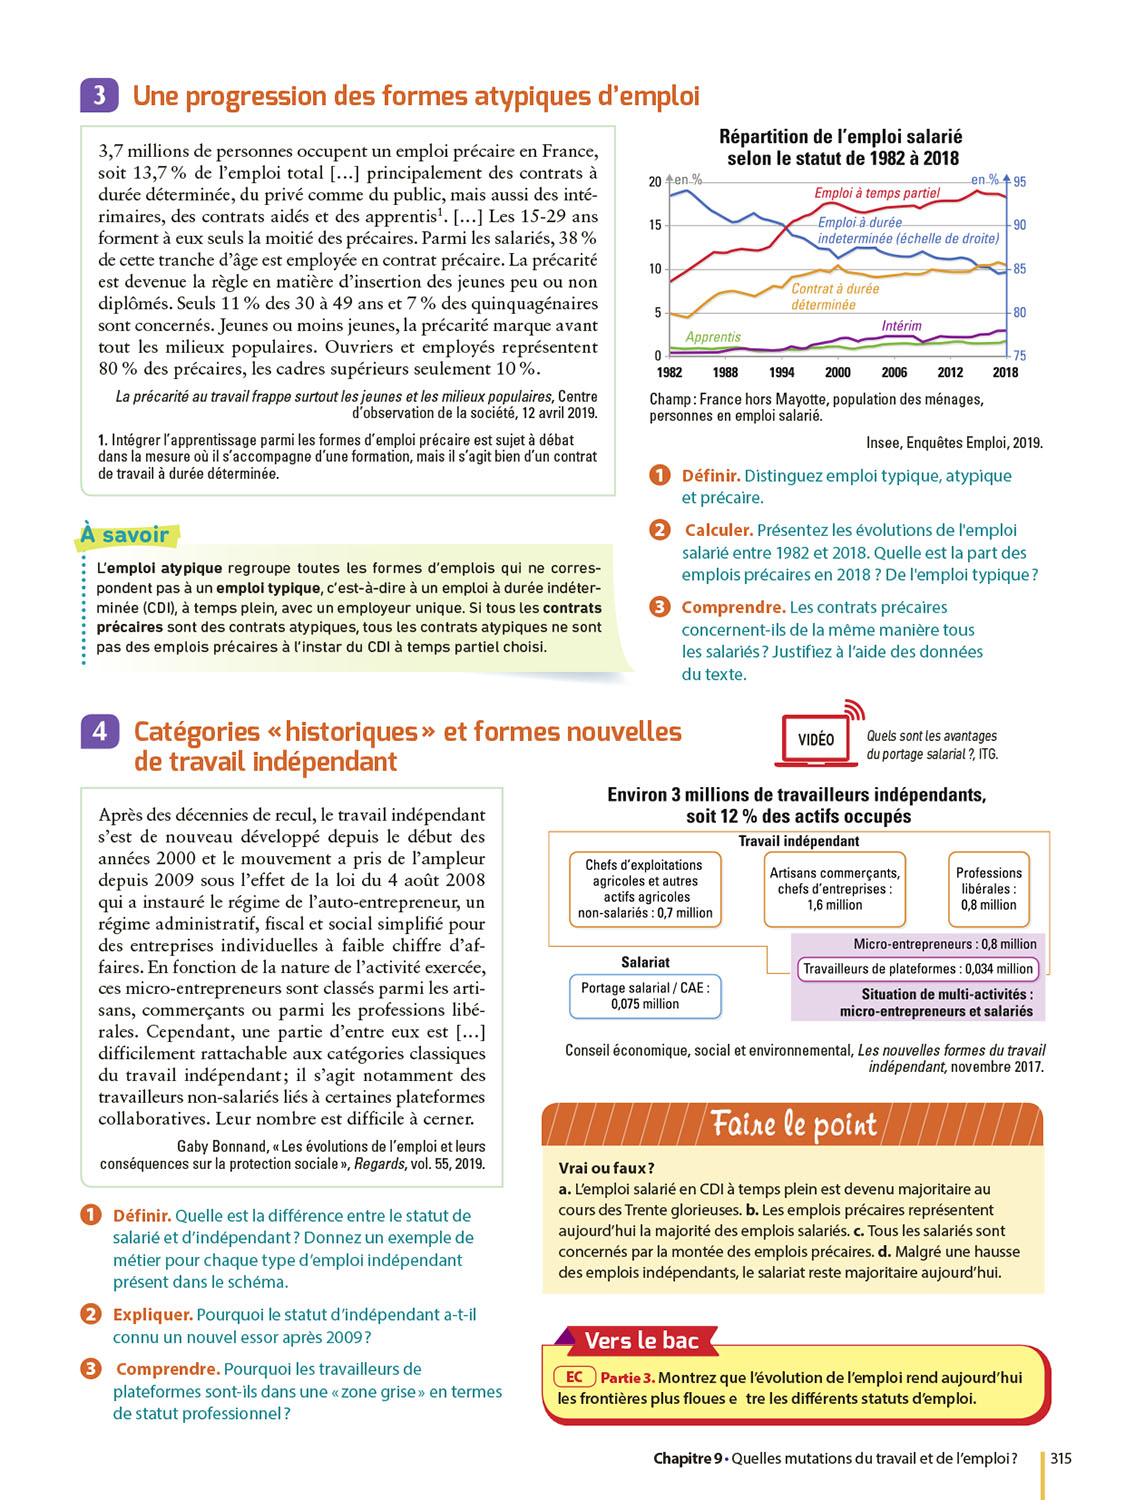 3 Une progression des formes atypiques d'emploi
3,7 millions de personnes occupent un emploi précaire en France,
soit 13,7 % de l'emploi total […] principalement des contrats à
durée déterminée, du privé comme du public, mais aussi des inté-
rimaires, des contrats aidés et des apprentis¹. […] Les 15-29 ans
forment à eux seuls la moitié des précaires. Parmi les salariés, 38 %
de cette tranche d'âge est employée en contrat précaire. La précarité
est devenue la règle en matière d'insertion des jeunes peu ou non
diplômés. Seuls 11 % des 30 à 49 ans et 7 % des quinquagénaires
sont concernés. Jeunes ou moins jeunes, la précarité marque avant
tout les milieux populaires. Ouvriers et employés représentent
80 % des précaires, les cadres supérieurs seulement 10 %.
La précarité au travail frappe surtout les jeunes et les milieux populaires, Centre
d'observation de la société, 12 avril 2019.
1. Intégrer l'apprentissage parmi les formes d'emploi précaire est sujet à débat
dans la mesure où il s'accompagne d'une formation, mais il s'agit bien d'un contrat
de travail à durée déterminée.
À savoir
L'emploi atypique regroupe toutes les formes d'emplois qui ne corres-
pondent pas à un emploi typique, c'est-à-dire à un emploi à durée indéter-
minée (CDI), à temps plein, avec un employeur unique. Si tous les contrats
précaires sont des contrats atypiques, tous les contrats atypiques ne sont
pas des emplois précaires à l'instar du CDI à temps partiel choisi.
Répartition de l'emploi salarié
selon le statut de 1982 à 2018
20 en % en % 95
Emploi à temps partiel
15 Emploi à durée 90
indeterminée (échelle de droite)
10 85
Contrat à durée
déterminée
5 80
Intérim
Apprentis
0 75
1982 1988 1994 2000 2006 2012 2018
Champ : France hors Mayotte, population des ménages,
personnes en emploi salarié.
Insee, Enquêtes Emploi, 2019.
1 Définir. Distinguez emploi typique, atypique
et précaire.
2 Calculer. Présentez les évolutions de l'emploi
salarié entre 1982 et 2018. Quelle est la part des
emplois précaires en 2018 ? De l'emploi typique ?
3 Comprendre. Les contrats précaires
concernent-ils de la même manière tous
les salariés ? Justifiez à l'aide des données
du texte.
4 Catégories « historiques » et formes nouvelles
de travail indépendant
VIDÉO
Quels sont les avantages
du portage salarial ?, ITG.
Après des décennies de recul, le travail indépendant
s'est de nouveau développé depuis le début des
années 2000 et le mouvement a pris de l'ampleur
depuis 2009 sous l'effet de la loi du 4 août 2008
qui a instauré le régime de l'auto-entrepreneur, un
régime administratif, fiscal et social simplifié pour
des entreprises individuelles à faible chiffre d'af-
faires. En fonction de la nature de l'activité exercée,
ces micro-entrepreneurs sont classés parmi les arti-
sans, commerçants ou parmi les professions libé-
rales. Cependant, une partie d'entre eux est […]
difficilement rattachable aux catégories classiques
du travail indépendant ; il s'agit notamment des
travailleurs non-salariés liés à certaines plateformes
collaboratives. Leur nombre est difficile à cerner.
Gaby Bonnand, « Les évolutions de l'emploi et leurs
conséquences sur la protection sociale », Regards, vol. 55, 2019.
1 Définir. Quelle est la différence entre le statut de
salarié et d'indépendant ? Donnez un exemple de
métier pour chaque type d'emploi indépendant
présent dans le schéma.
2 Expliquer. Pourquoi le statut d'indépendant a-t-il
connu un nouvel essor après 2009 ?
3 Comprendre. Pourquoi les travailleurs de
plateformes sont-ils dans une « zone grise » en termes
de statut professionnel ?
Environ 3 millions de travailleurs indépendants,
soit 12 % des actifs occupés
Travail indépendant
Chefs d'exploitations
agricoles et autres
actifs agricoles
non-salariés : 0,7 million
Artisans commerçants,
chefs d'entreprises :
1,6 million
Professions
libérales :
0,8 million
Micro-entrepreneurs : 0,8 million
Travailleurs de plateformes : 0,034 million
Situation de multi-activités :
micro-entrepreneurs et salariés
Salariat
Portage salarial / CAE :
0,075 million
Conseil économique, social et environnemental, Les nouvelles formes du travail
indépendant, novembre 2017.
Faire le point
Vrai ou faux ?
a. L'emploi salarié en CDI à temps plein est devenu majoritaire au
cours des Trente glorieuses. b. Les emplois précaires représentent
aujourd'hui la majorité des emplois salariés. c. Tous les salariés sont
concernés par la montée des emplois précaires. d. Malgré une hausse
des emplois indépendants, le salariat reste majoritaire aujourd'hui.
Vers le bac
EC Partie 3. Montrez que l'évolution de l'emploi rend aujourd'hui
les frontières plus floues e tre les différents statuts d'emploi.
Chapitre 9 • Quelles mutations du travail et de l'emploi ? 315